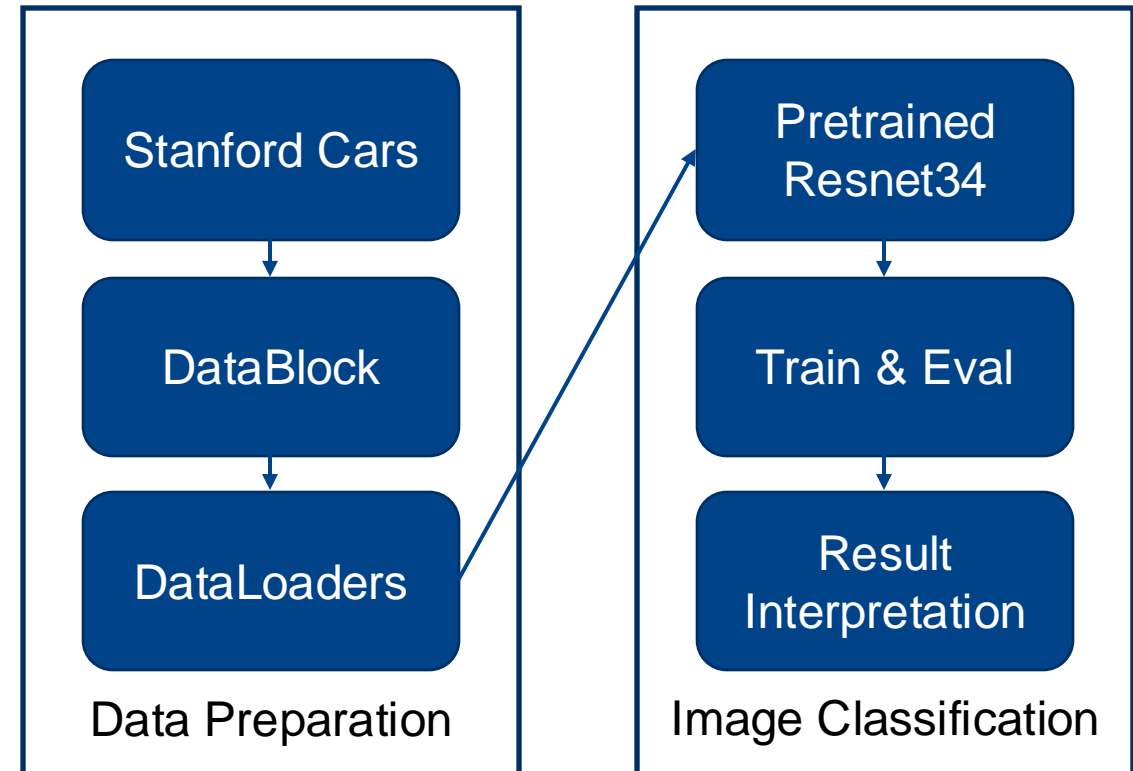 Stanford Cars
DataBlock
DataLoaders
Data Preparation
Pretrained
Resnet34
Train & Eval
Result
Interpretation
Image Classification